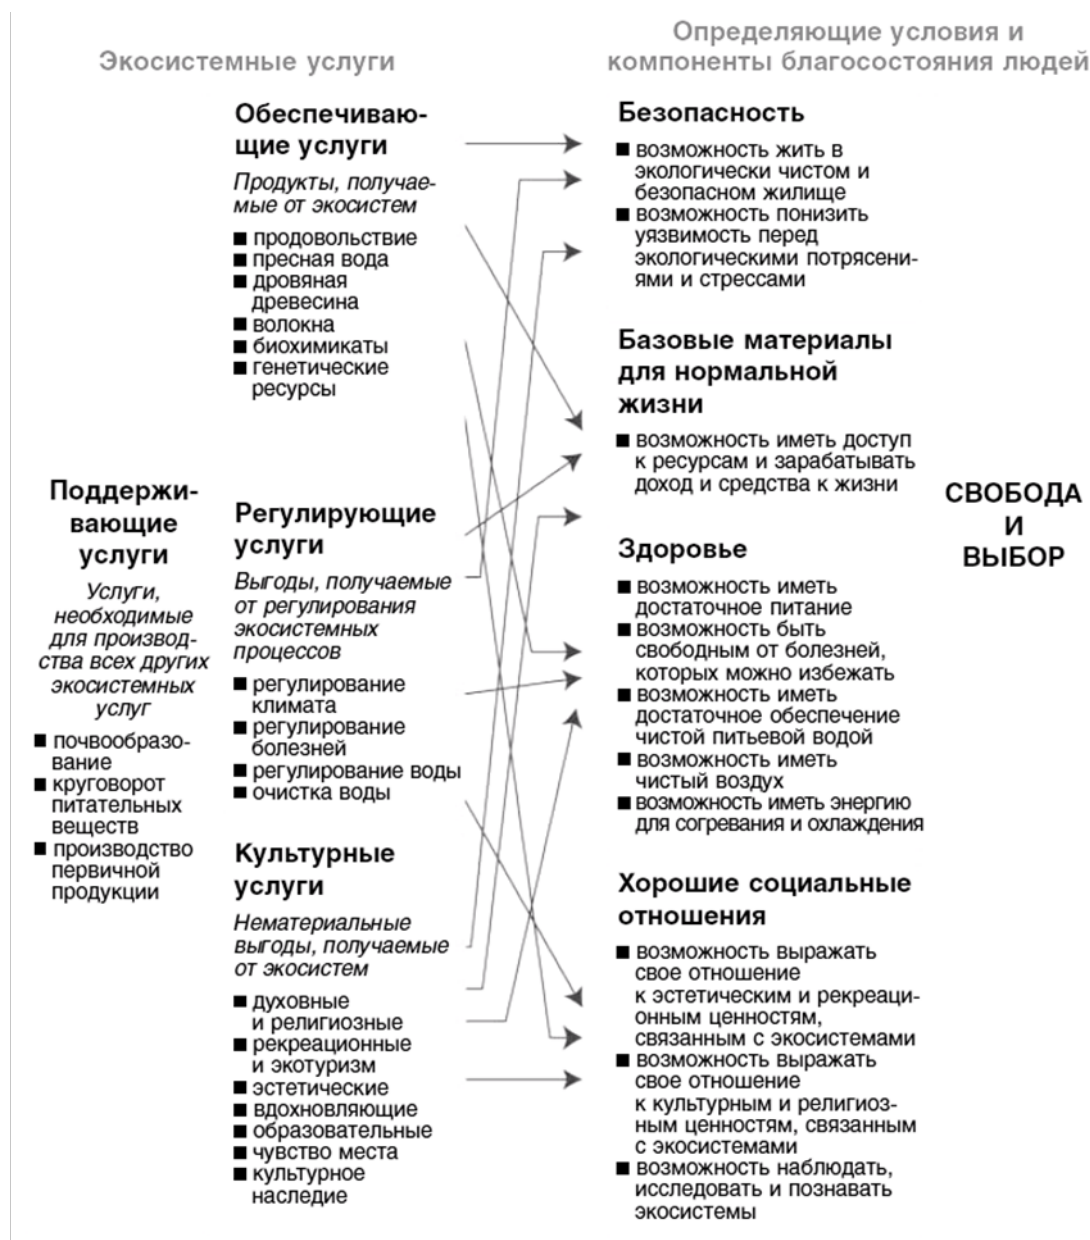 Экосистемные услуги
Определяющие условия и
компоненты благосостояния людей
Поддержи-
вающие
услуги
Услуги,
необходимые
для производ-
ства всех других
экосистемных
услуг
■ почвообразо-
вание
■ круговорот
питательных
веществ
■ производство
первичной
продукции
Обеспечиваю-
щие услуги
Продукты, получае-
мые от экосистем
■ продовольствие
■ пресная вода
■ дровяная
древесина
■ волокна
■ биохимикаты
■ генетические
ресурсы
Регулирующие
услуги
Выгоды, получаемые
от регулирования
экосистемных
процессов
■ регулирование
климата
■ регулирование
болезней
■ регулирование воды
■ очистка воды
Культурные
услуги
Нематериальные
выгоды, получаемые
от экосистем
■ духовные
и религиозные
■ рекреационные
и экотуризм
■ эстетические
■ вдохновляющие
■ образовательные
■ чувство места
■ культурное
наследие
Безопасность
■ возможность жить в
экологически чистом и
безопасном жилище
■ возможность понизить
уязвимость перед
экологическими потрясени-
ями и стрессами
Базовые материалы
для нормальной
жизни
■ возможность иметь доступ
к ресурсам и зарабатывать
доход и средства к жизни
Здоровье
■ возможность иметь
достаточное питание
■ возможность быть
свободным от болезней,
которых можно избежать
■ возможность иметь
достаточное обеспечение
чистой питьевой водой
■ возможность иметь
чистый воздух
■ возможность иметь энергию
для согревания и охлаждения
Хорошие социальные
отношения
■ возможность выражать
свое отношение
к эстетическим и рекреаци-
онным ценностям,
связанным с экосистемами
■ возможность выражать
свое отношение
к культурным и религиоз-
ным ценностям, связанным
с экосистемами
■ возможность наблюдать,
исследовать и познавать
экосистемы
СВОБОДА
И
ВЫБОР